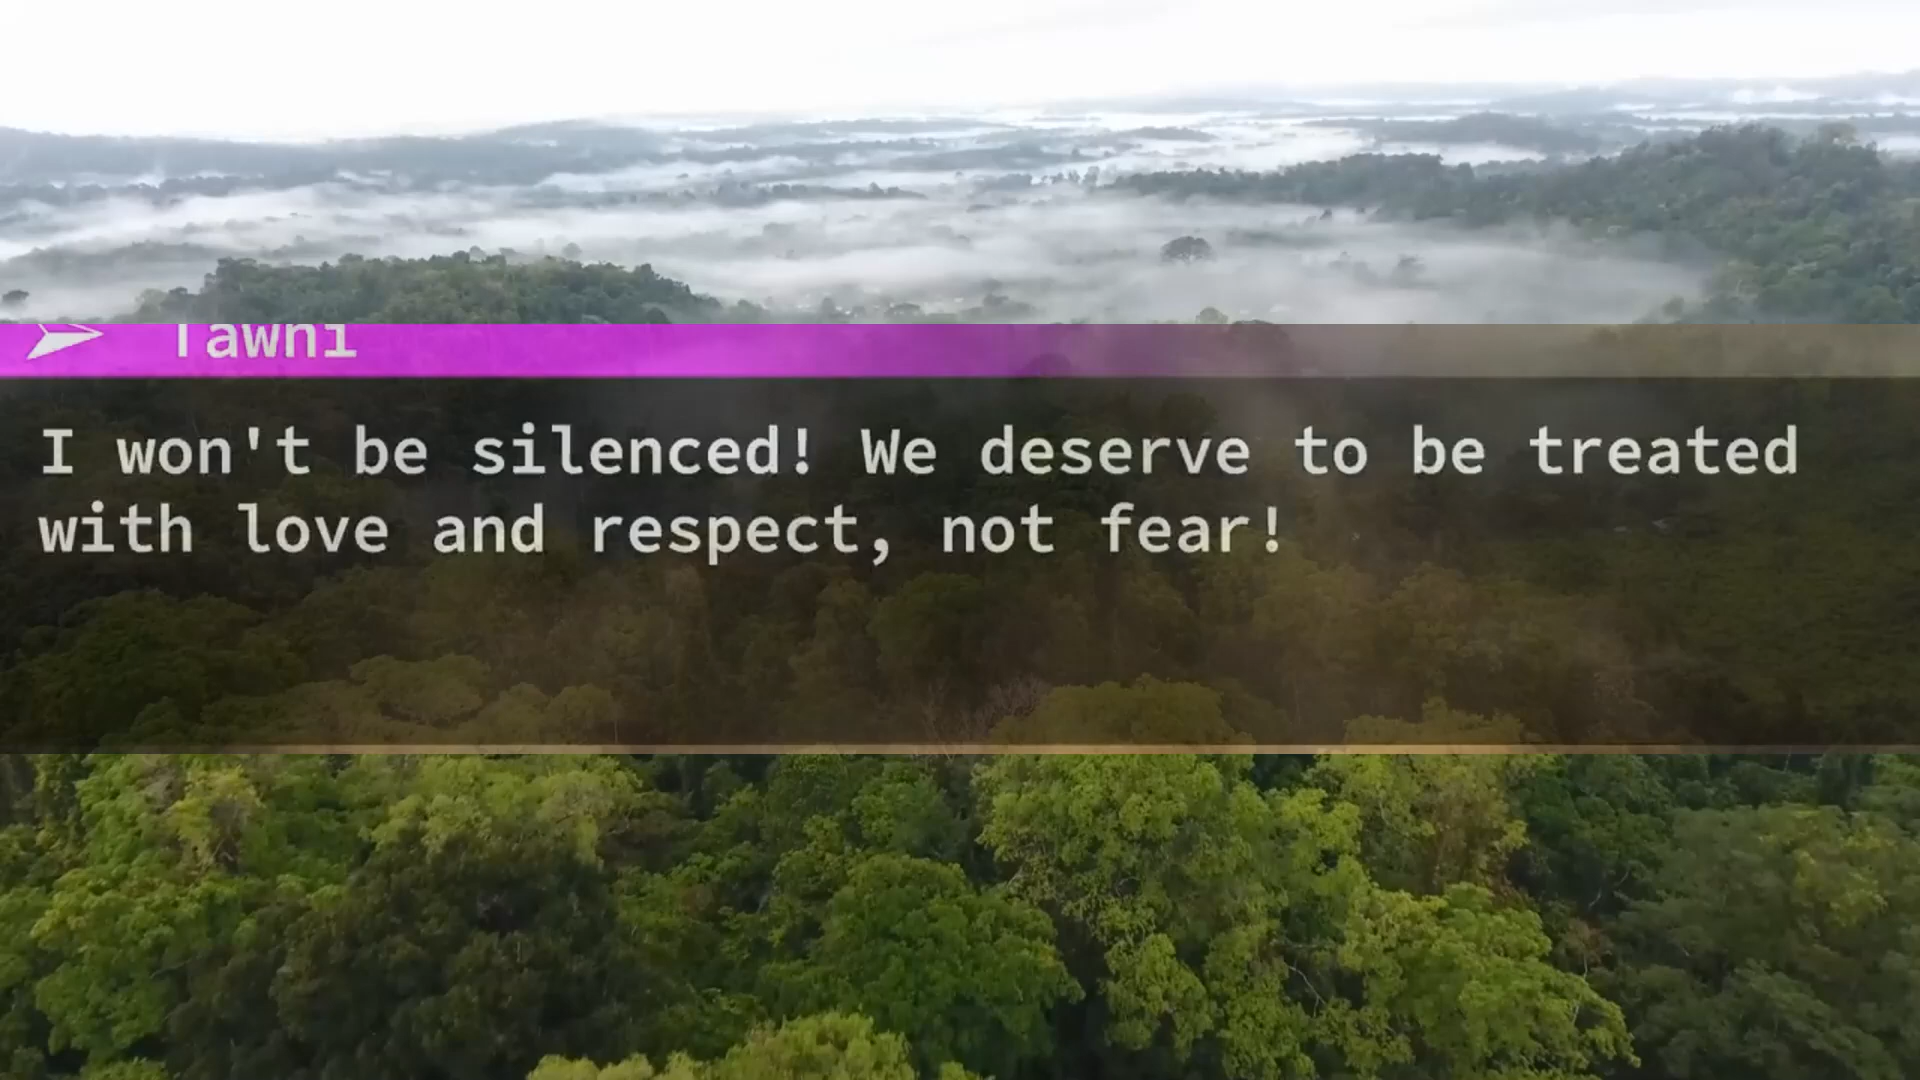 Tawni
I won't be silenced! We deserve to be treated
with love and respect, not fear!